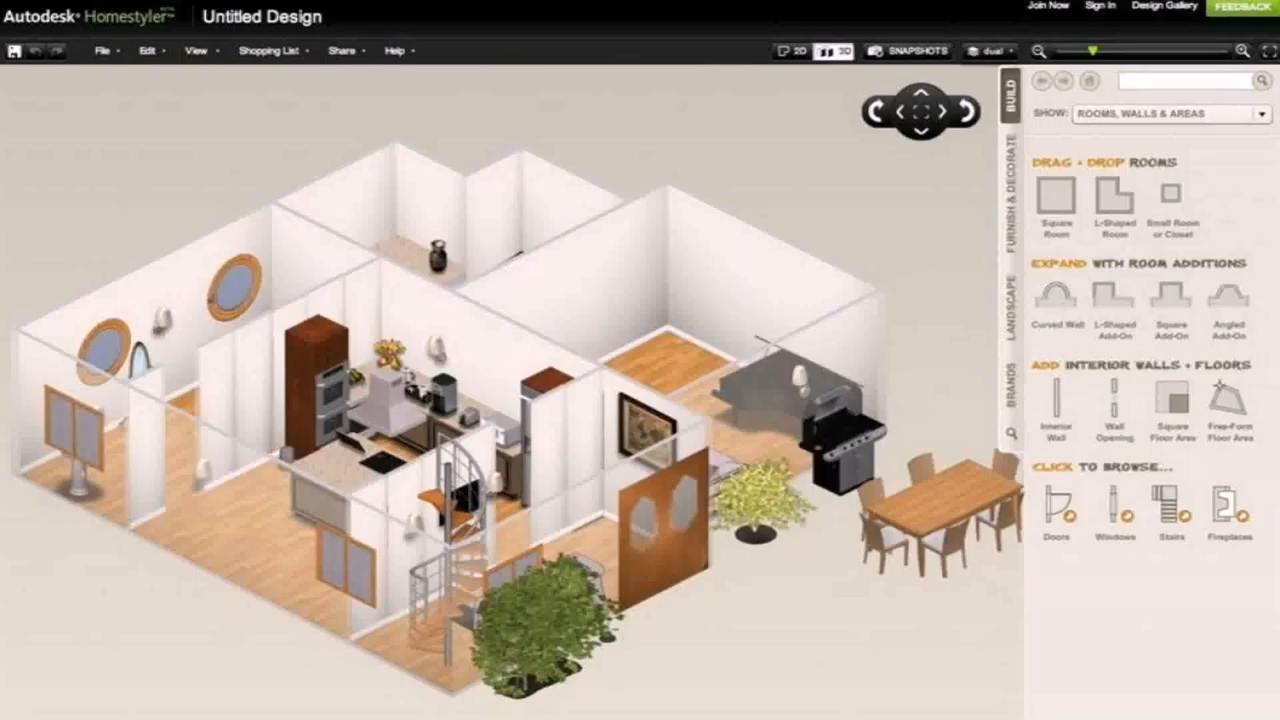 Autodesk® Homestyler™ BETA
Untitled Design
Join Now Sign In Design Gallery FEEDBACK
File Edit View Shopping List Share Help
2D 3D SNAPSHOTS dual
BUILD
FURNISH & DECORATE
LANDSCAPE
BRANDS
SHOW: ROOMS, WALLS & AREAS
DRAG + DROP ROOMS
Square Room
L-Shaped Room
Small Room or Closet
EXPAND WITH ROOM ADDITIONS
Curved Wall
L-Shaped Add-On
Square Add-On
Angled Add-On
ADD INTERIOR WALLS + FLOORS
Interior Wall
Wall Opening
Square Floor Area
Free-Form Floor Area
CLICK TO BROWSE...
Doors Windows Stairs Fireplaces